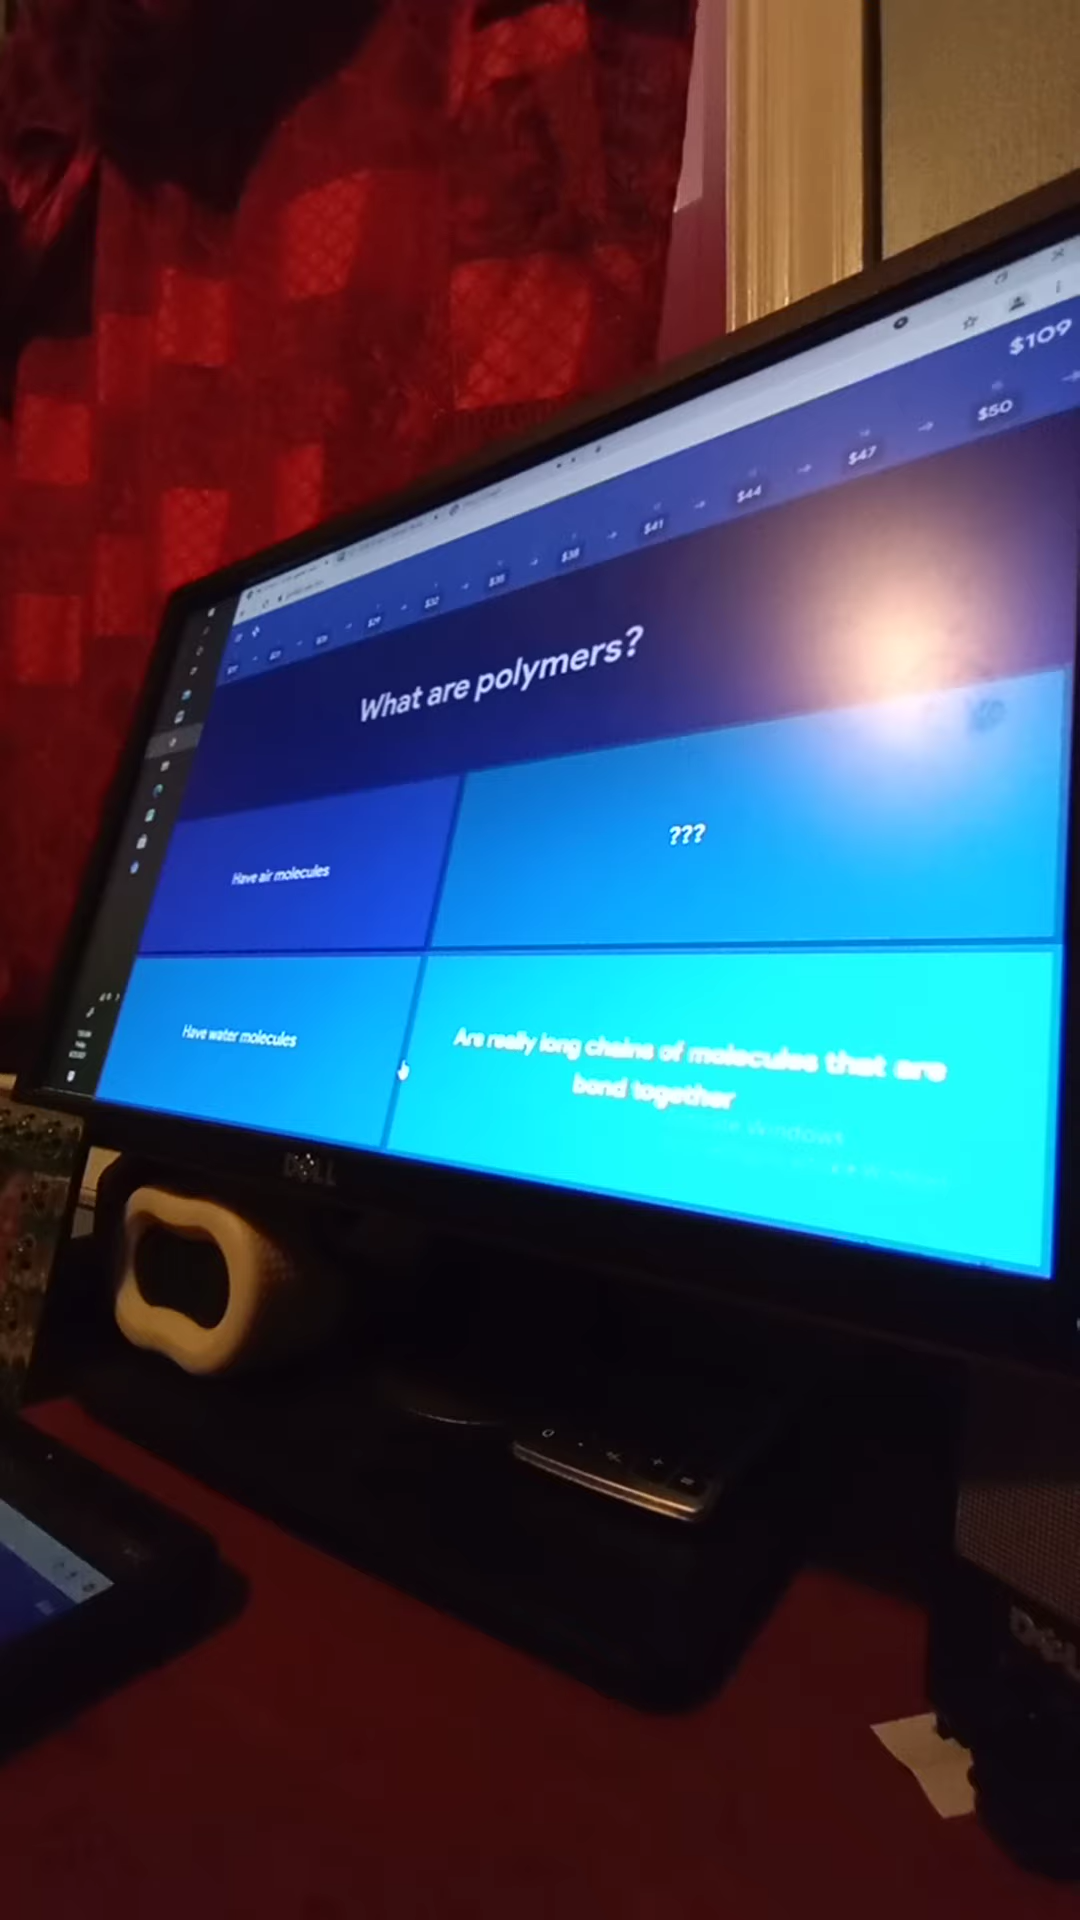 $109
$32
$35
$38
$41
$44
$47
$50
What are polymers?
Have air molecules
???
Have water molecules
Are really long chains of molecules that are
bond together
Windows
DELL